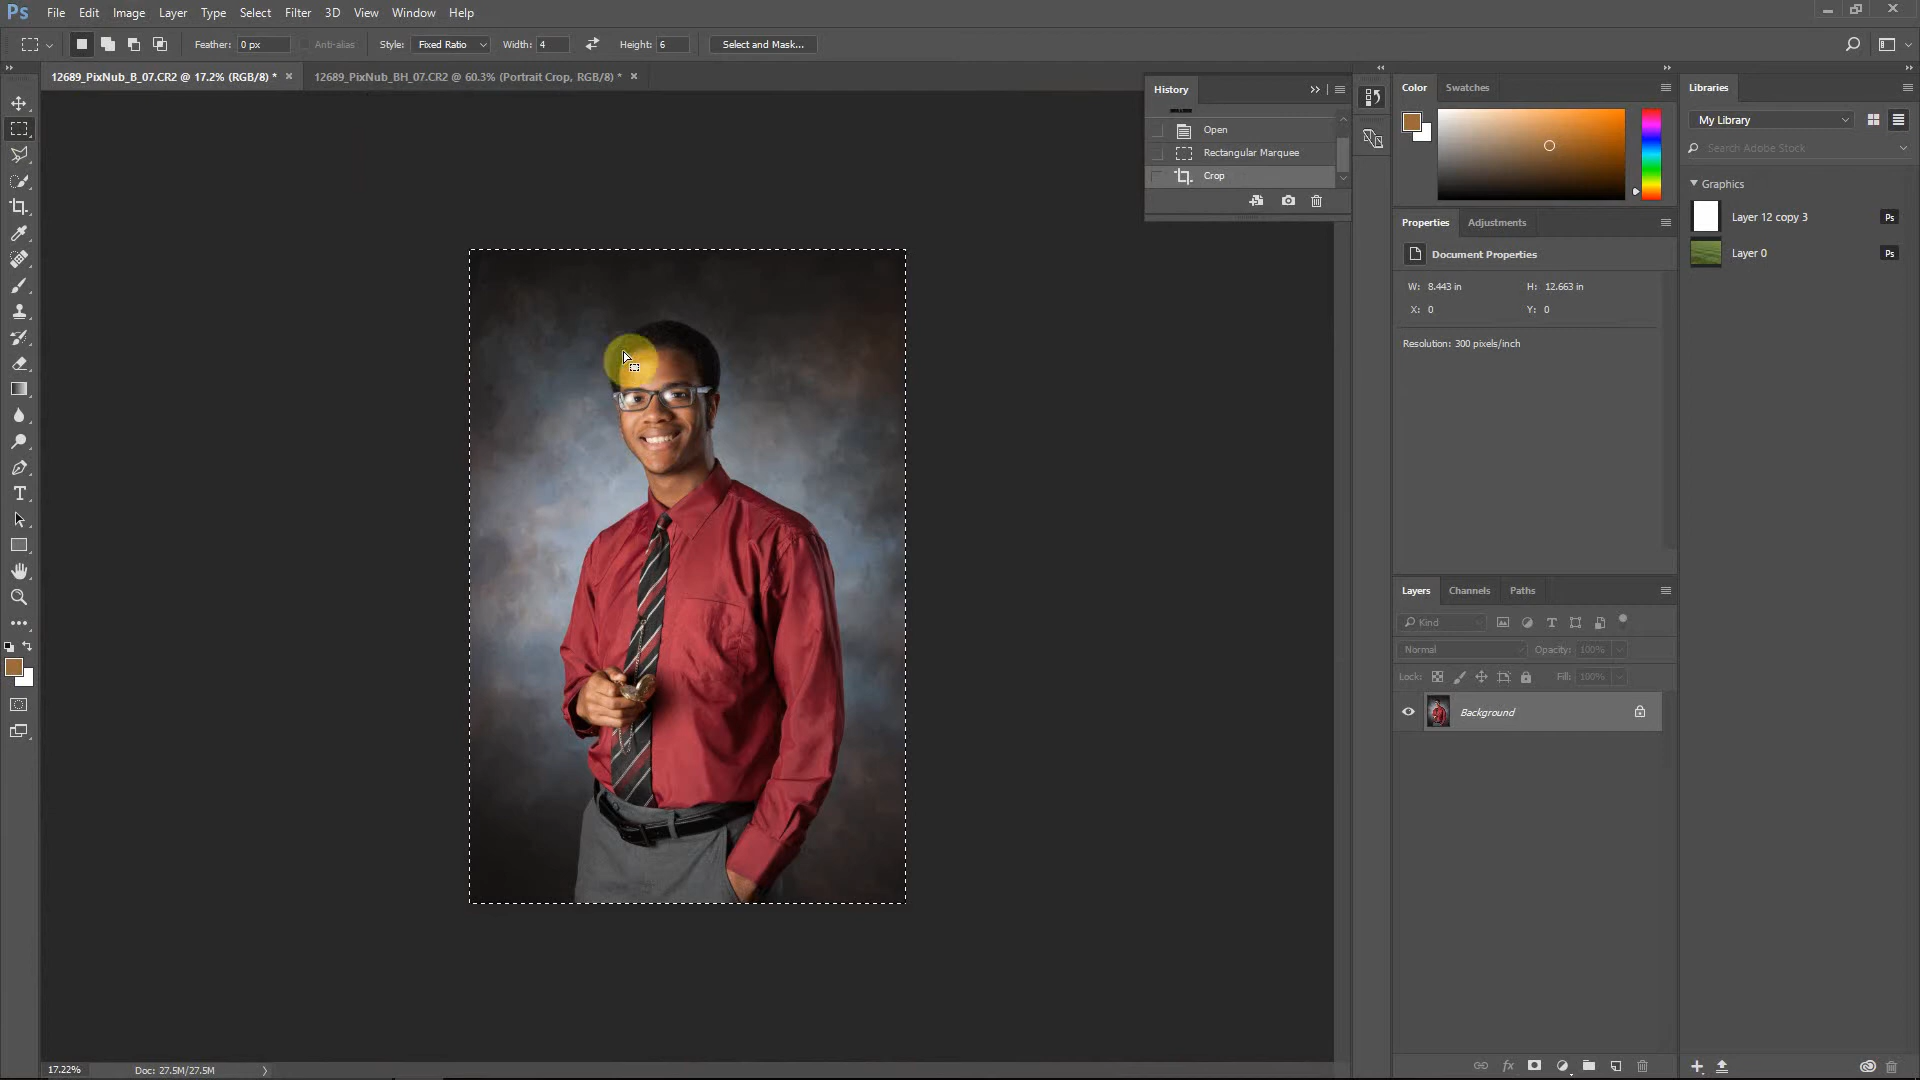 Ps File Edit Image Layer Type Select Filter 3D View Window Help
Feather: 0 px Anti-alias Style: Fixed Ratio Width: 4 Height: 6 Select and Mask...
12689_PixNub_B_07.CR2 @ 17.2% (RGB/8) * × 12689_PixNub_BH_07.CR2 @ 60.3% (Portrait Crop, RGB/8) * ×
History
Open
Rectangular Marquee
Crop
Color Swatches
Properties Adjustments
Document Properties
W: 8.443 in H: 12.663 in
X: 0 Y: 0
Resolution: 300 pixels/inch
Layers Channels Paths
Kind
Normal Opacity: 100%
Lock: Fill: 100%
Background
Libraries
My Library
Search Adobe Stock
Graphics
Layer 12 copy 3 Ps
Layer 0 Ps
17.22% Doc: 27.5M/27.5M